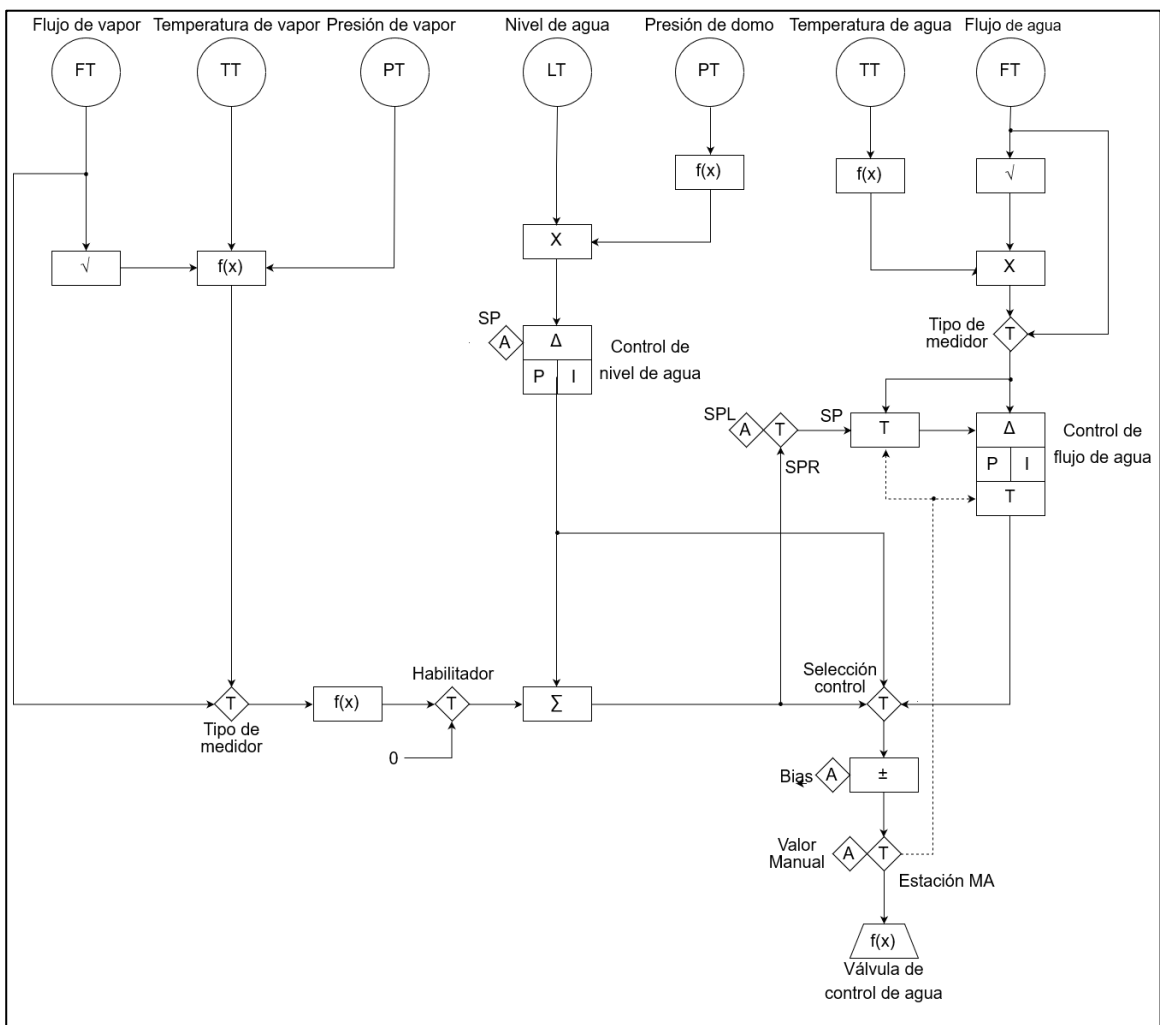 Flujo de vapor
Temperatura de vapor
Presión de vapor
Nivel de agua
Presión de domo
Temperatura de agua
Flujo de agua
FT
TT
PT
LT
PT
TT
FT
f(x)
f(x)
√
X
√
f(x)
X
SP
A
Δ
P
I
Control de
nivel de agua
Tipo de
medidor
T
SPL
A
T
SP
SPR
T
Δ
P
I
T
Control de
flujo de agua
Habilitador
Selección
control
T
Tipo de
medidor
f(x)
T
0
Σ
T
Bias
A
±
Valor
Manual
A
T
Estación MA
f(x)
Válvula de
control de agua